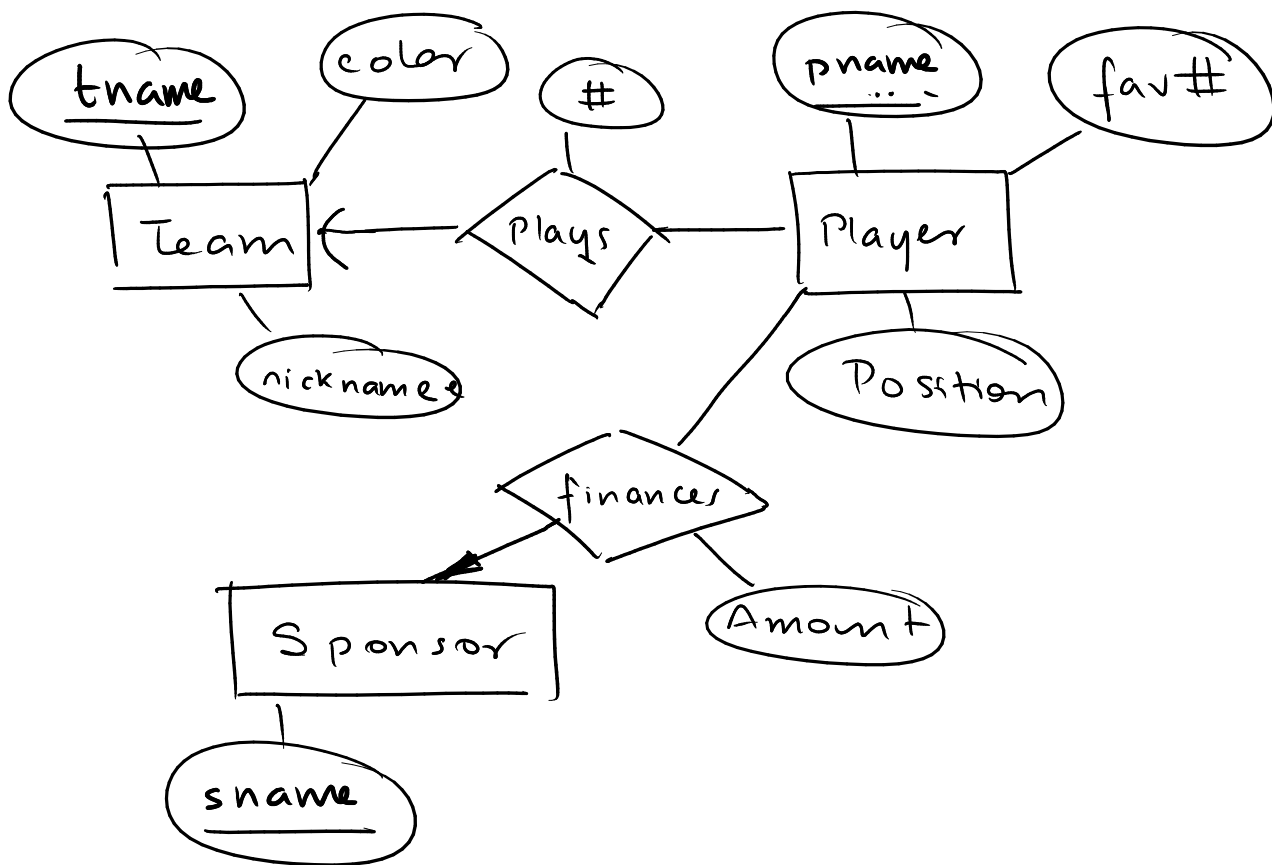 tname
color
#
pname
fav#
Team
plays
Player
nickname
Position
finances
Sponsor
Amount
sname